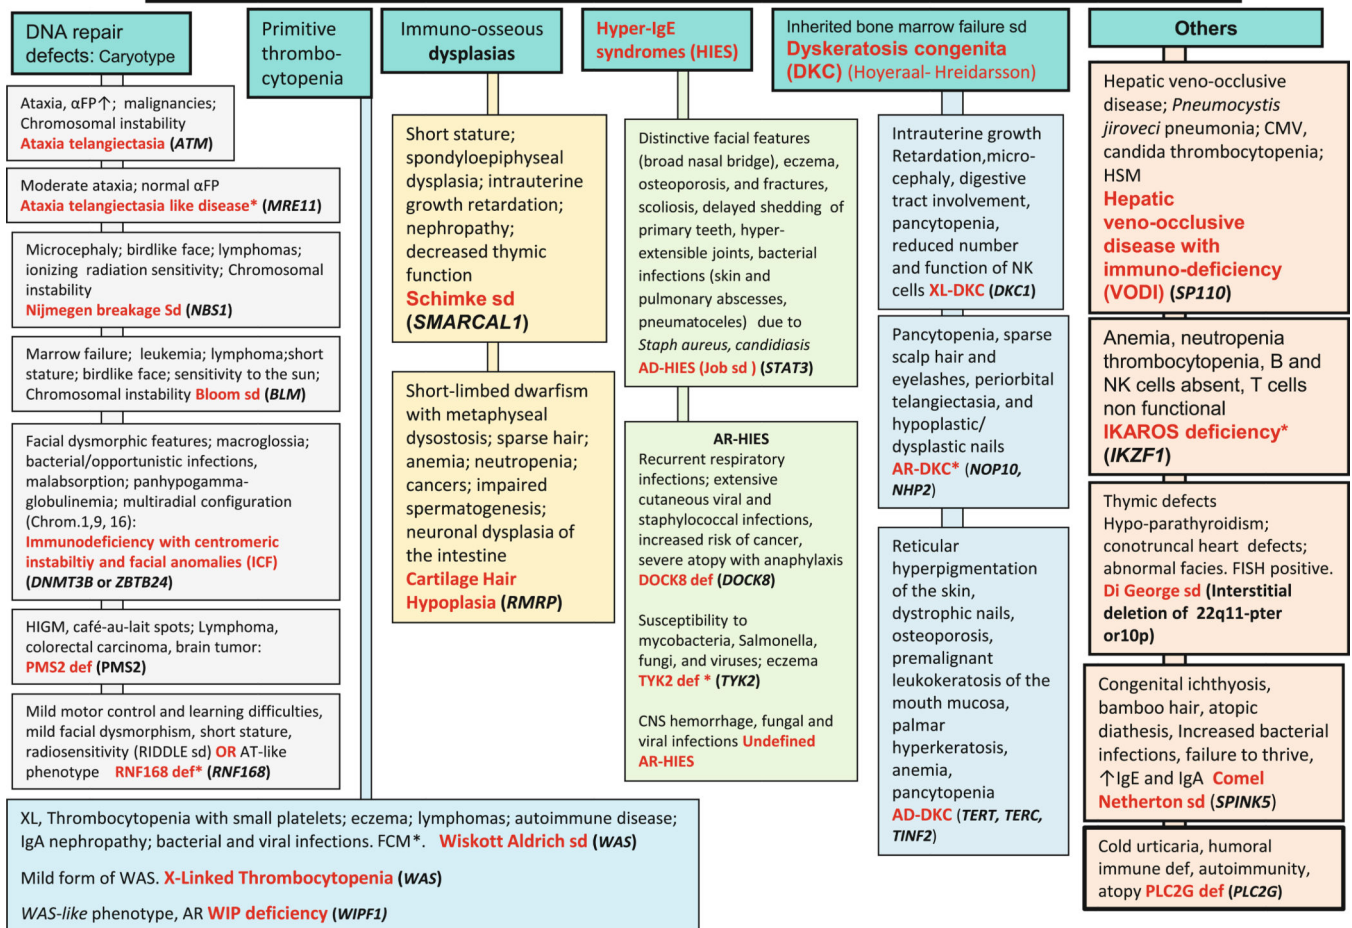 DNA repair
defects: Caryotype
Ataxia, αFP↑; malignancies;
Chromosomal instability
Ataxia telangiectasia (ATM)
Moderate ataxia; normal αFP
Ataxia telangiectasia like disease* (MRE11)
Microcephaly; birdlike face; lymphomas;
ionizing radiation sensitivity; Chromosomal
instability
Nijmegen breakage Sd (NBS1)
Marrow failure; leukemia; lymphoma;short
stature; birdlike face; sensitivity to the sun;
Chromosomal instability Bloom sd (BLM)
Facial dysmorphic features; macroglossia;
bacterial/opportunistic infections,
malabsorption; panhypogamma-
globulinemia; multiradial configuration
(Chrom.1,9, 16):
Immunodeficiency with centromeric
instabiltiy and facial anomalies (ICF)
(DNMT3B or ZBTB24)
HIGM, café-au-lait spots; Lymphoma,
colorectal carcinoma, brain tumor:
PMS2 def (PMS2)
Mild motor control and learning difficulties,
mild facial dysmorphism, short stature,
radiosensitivity (RIDDLE sd) OR AT-like
phenotype RNF168 def* (RNF168)
Primitive
thrombo-
cytopenia
XL, Thrombocytopenia with small platelets; eczema; lymphomas; autoimmune disease;
IgA nephropathy; bacterial and viral infections. FCM*. Wiskott Aldrich sd (WAS)
Mild form of WAS. X-Linked Thrombocytopenia (WAS)
WAS-like phenotype, AR WIP deficiency (WIPF1)
Immuno-osseous
dysplasias
Short stature;
spondyloepiphyseal
dysplasia; intrauterine
growth retardation;
nephropathy;
decreased thymic
function
Schimke sd
(SMARCAL1)
Short-limbed dwarfism
with metaphyseal
dysostosis; sparse hair;
anemia; neutropenia;
cancers; impaired
spermatogenesis;
neuronal dysplasia of
the intestine
Cartilage Hair
Hypoplasia (RMRP)
Hyper-IgE
syndromes (HIES)
Distinctive facial features
(broad nasal bridge), eczema,
osteoporosis, and fractures,
scoliosis, delayed shedding of
primary teeth, hyper-
extensible joints, bacterial
infections (skin and
pulmonary abscesses,
pneumatoceles) due to
Staph aureus, candidiasis
AD-HIES (Job sd ) (STAT3)
AR-HIES
Recurrent respiratory
infections; extensive
cutaneous viral and
staphylococcal infections,
increased risk of cancer,
severe atopy with anaphylaxis
DOCK8 def (DOCK8)
Susceptibility to
mycobacteria, Salmonella,
fungi, and viruses; eczema
TYK2 def * (TYK2)
CNS hemorrhage, fungal and
viral infections Undefined
AR-HIES
Inherited bone marrow failure sd
Dyskeratosis congenita
(DKC) (Hoyeraal- Hreidarsson)
Intrauterine growth
Retardation,micro-
cephaly, digestive
tract involvement,
pancytopenia,
reduced number
and function of NK
cells XL-DKC (DKC1)
Pancytopenia, sparse
scalp hair and
eyelashes, periorbital
telangiectasia, and
hypoplastic/
dysplastic nails
AR-DKC* (NOP10,
NHP2)
Reticular
hyperpigmentation
of the skin,
dystrophic nails,
osteoporosis,
premalignant
leukokeratosis of the
mouth mucosa,
palmar
hyperkeratosis,
anemia,
pancytopenia
AD-DKC (TERT, TERC,
TINF2)
Others
Hepatic veno-occlusive
disease; Pneumocystis
jiroveci pneumonia; CMV,
candida thrombocytopenia;
HSM
Hepatic
veno-occlusive
disease with
immuno-deficiency
(VODI) (SP110)
Anemia, neutropenia
thrombocytopenia, B and
NK cells absent, T cells
non functional
IKAROS deficiency*
(IKZF1)
Thymic defects
Hypo-parathyroidism;
conotruncal heart defects;
abnormal facies. FISH positive.
Di George sd (Interstitial
deletion of 22q11-pter
or10p)
Congenital ichthyosis,
bamboo hair, atopic
diathesis, Increased bacterial
infections, failure to thrive,
↑IgE and IgA Comel
Netherton sd (SPINK5)
Cold urticaria, humoral
immune def, autoimmunity,
atopy PLC2G def (PLC2G)